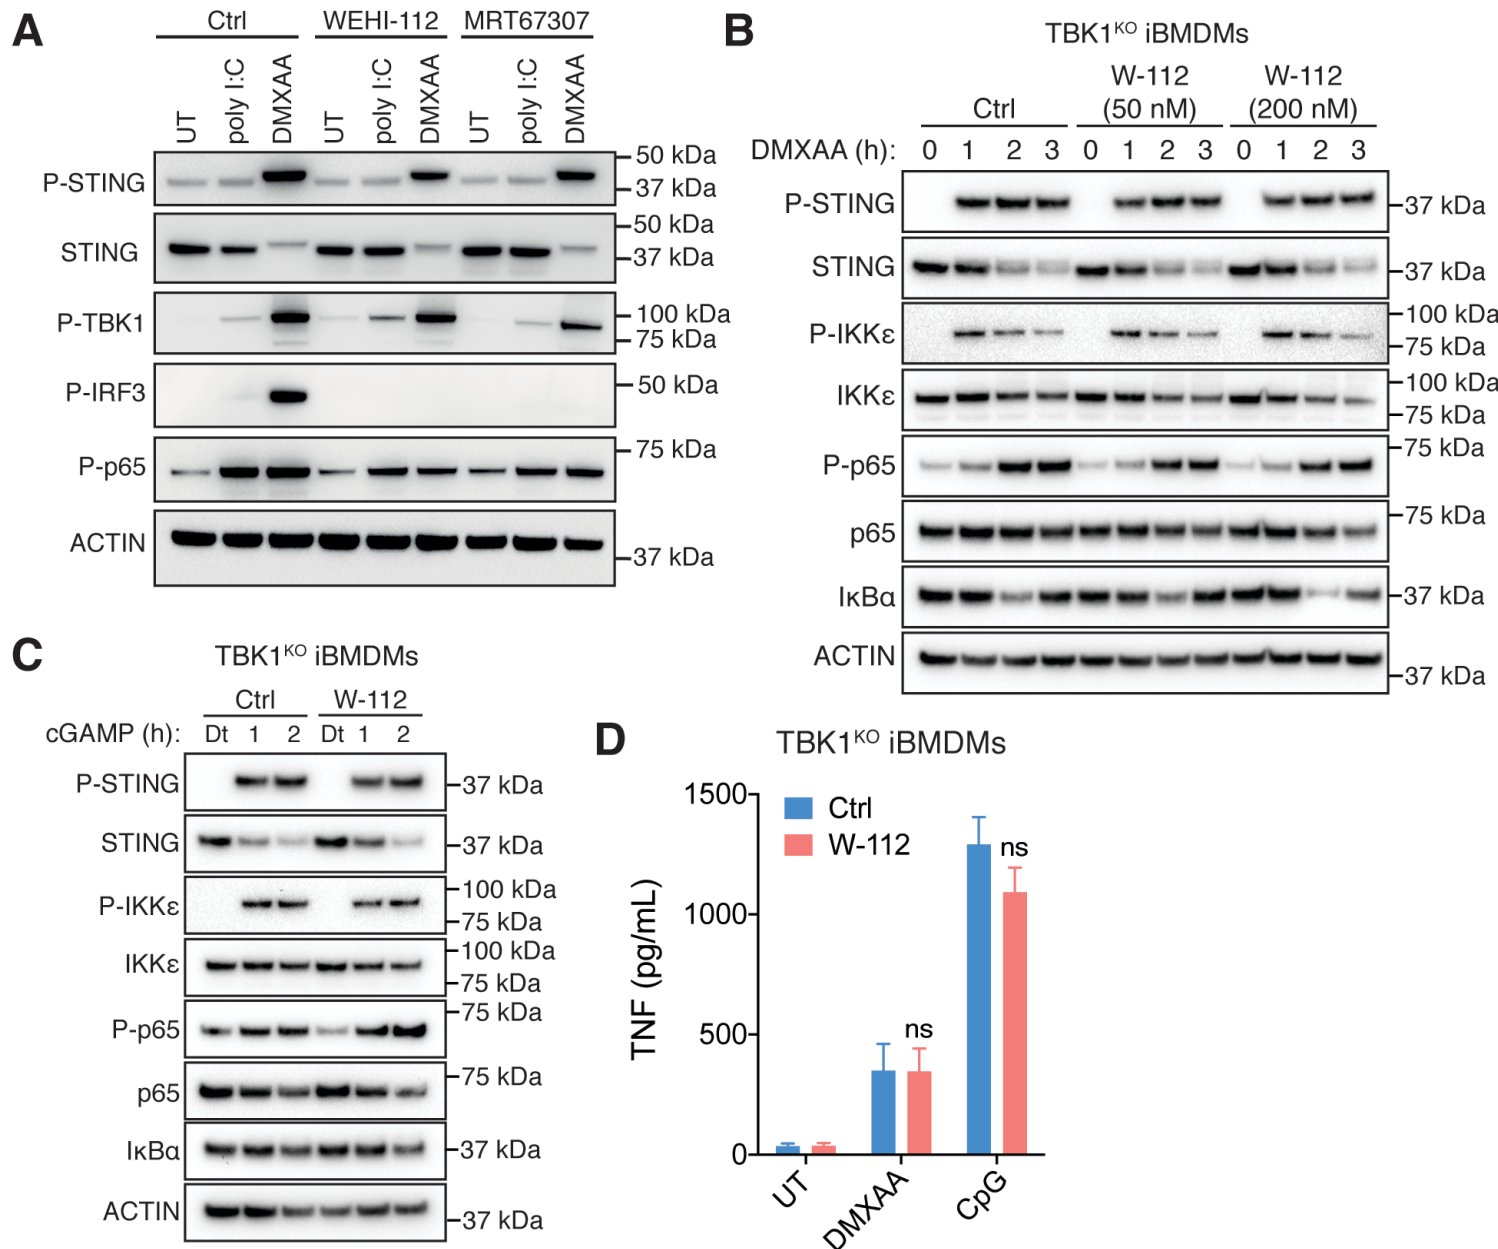 A
Ctrl WEHI-112 MRT67307
UT poly I:C DMXAA UT poly I:C DMXAA UT poly I:C DMXAA
P-STING 50 kDa 37 kDa
STING 50 kDa 37 kDa
P-TBK1 100 kDa 75 kDa
P-IRF3 50 kDa
P-p65 75 kDa
ACTIN 37 kDa
B
TBK1KO iBMDMs
Ctrl W-112 (50 nM) W-112 (200 nM)
DMXAA (h): 0 1 2 3 0 1 2 3 0 1 2 3
P-STING 37 kDa
STING 37 kDa
P-IKKε 100 kDa 75 kDa
IKKε 100 kDa 75 kDa
P-p65 75 kDa
p65 75 kDa
IκBα 37 kDa
ACTIN 37 kDa
C
TBK1KO iBMDMs
Ctrl W-112
cGAMP (h): Dt 1 2 Dt 1 2
P-STING 37 kDa
STING 37 kDa
P-IKKε 100 kDa 75 kDa
IKKε 100 kDa 75 kDa
P-p65 75 kDa
p65 75 kDa
IκBα 37 kDa
ACTIN 37 kDa
D
TBK1KO iBMDMs
TNF (pg/mL)
1500
1000
500
0
Ctrl
W-112
ns
ns
UT DMXAA CpG